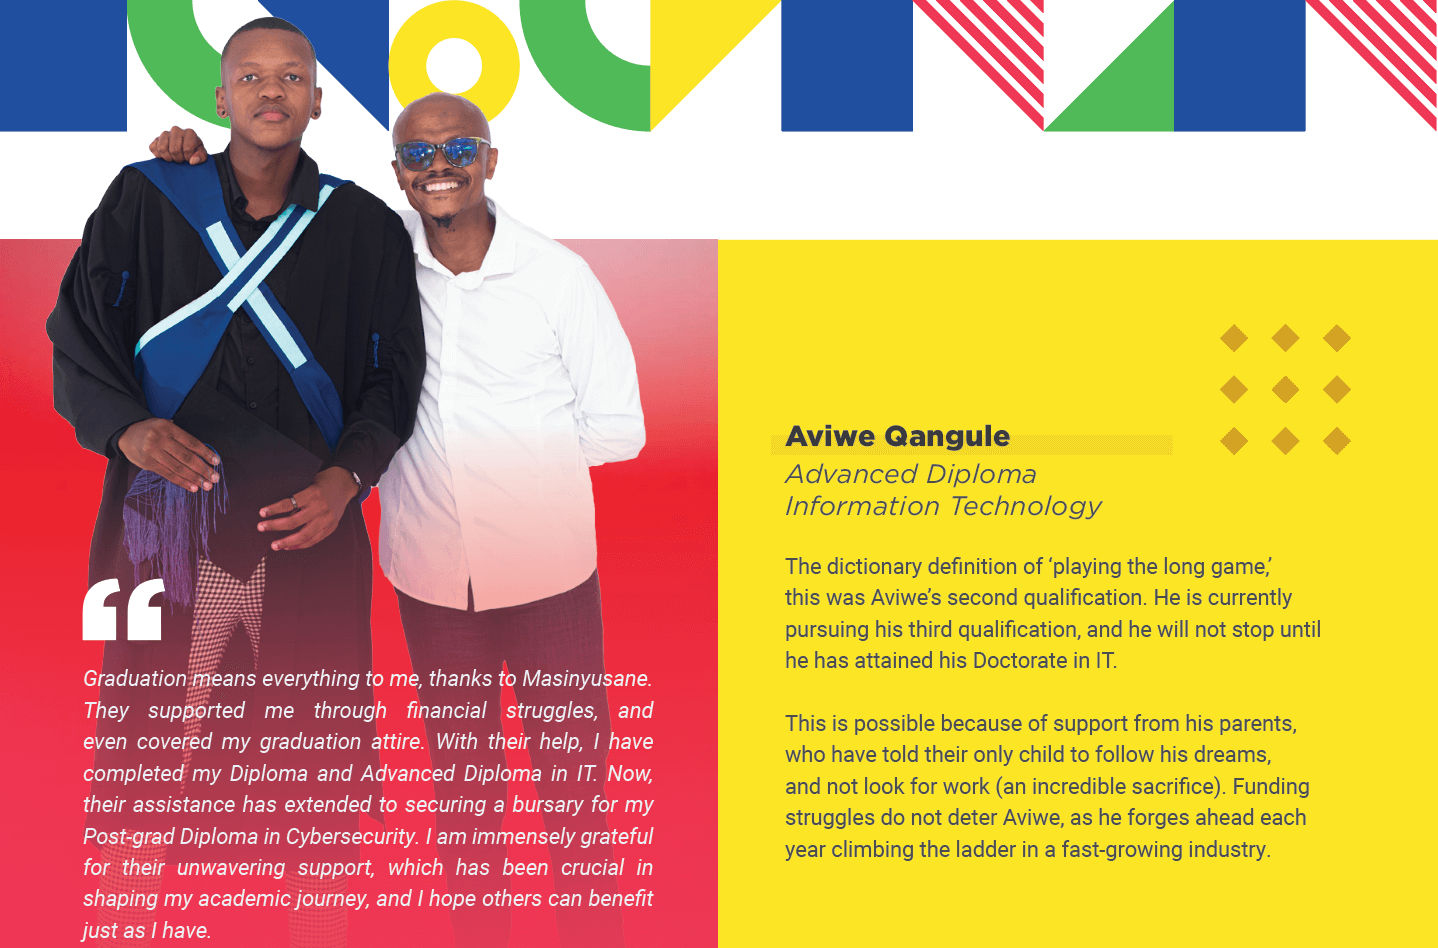 “
Graduation means everything to me, thanks to Masinyusane.
They supported me through financial struggles, and
even covered my graduation attire. With their help, I have
completed my Diploma and Advanced Diploma in IT. Now,
their assistance has extended to securing a bursary for my
Post-grad Diploma in Cybersecurity. I am immensely grateful
for their unwavering support, which has been crucial in
shaping my academic journey, and I hope others can benefit
just as I have.
Aviwe Qangule
Advanced Diploma
Information Technology
The dictionary definition of ‘playing the long game,’
this was Aviwe’s second qualification. He is currently
pursuing his third qualification, and he will not stop until
he has attained his Doctorate in IT.
This is possible because of support from his parents,
who have told their only child to follow his dreams,
and not look for work (an incredible sacrifice). Funding
struggles do not deter Aviwe, as he forges ahead each
year climbing the ladder in a fast-growing industry.